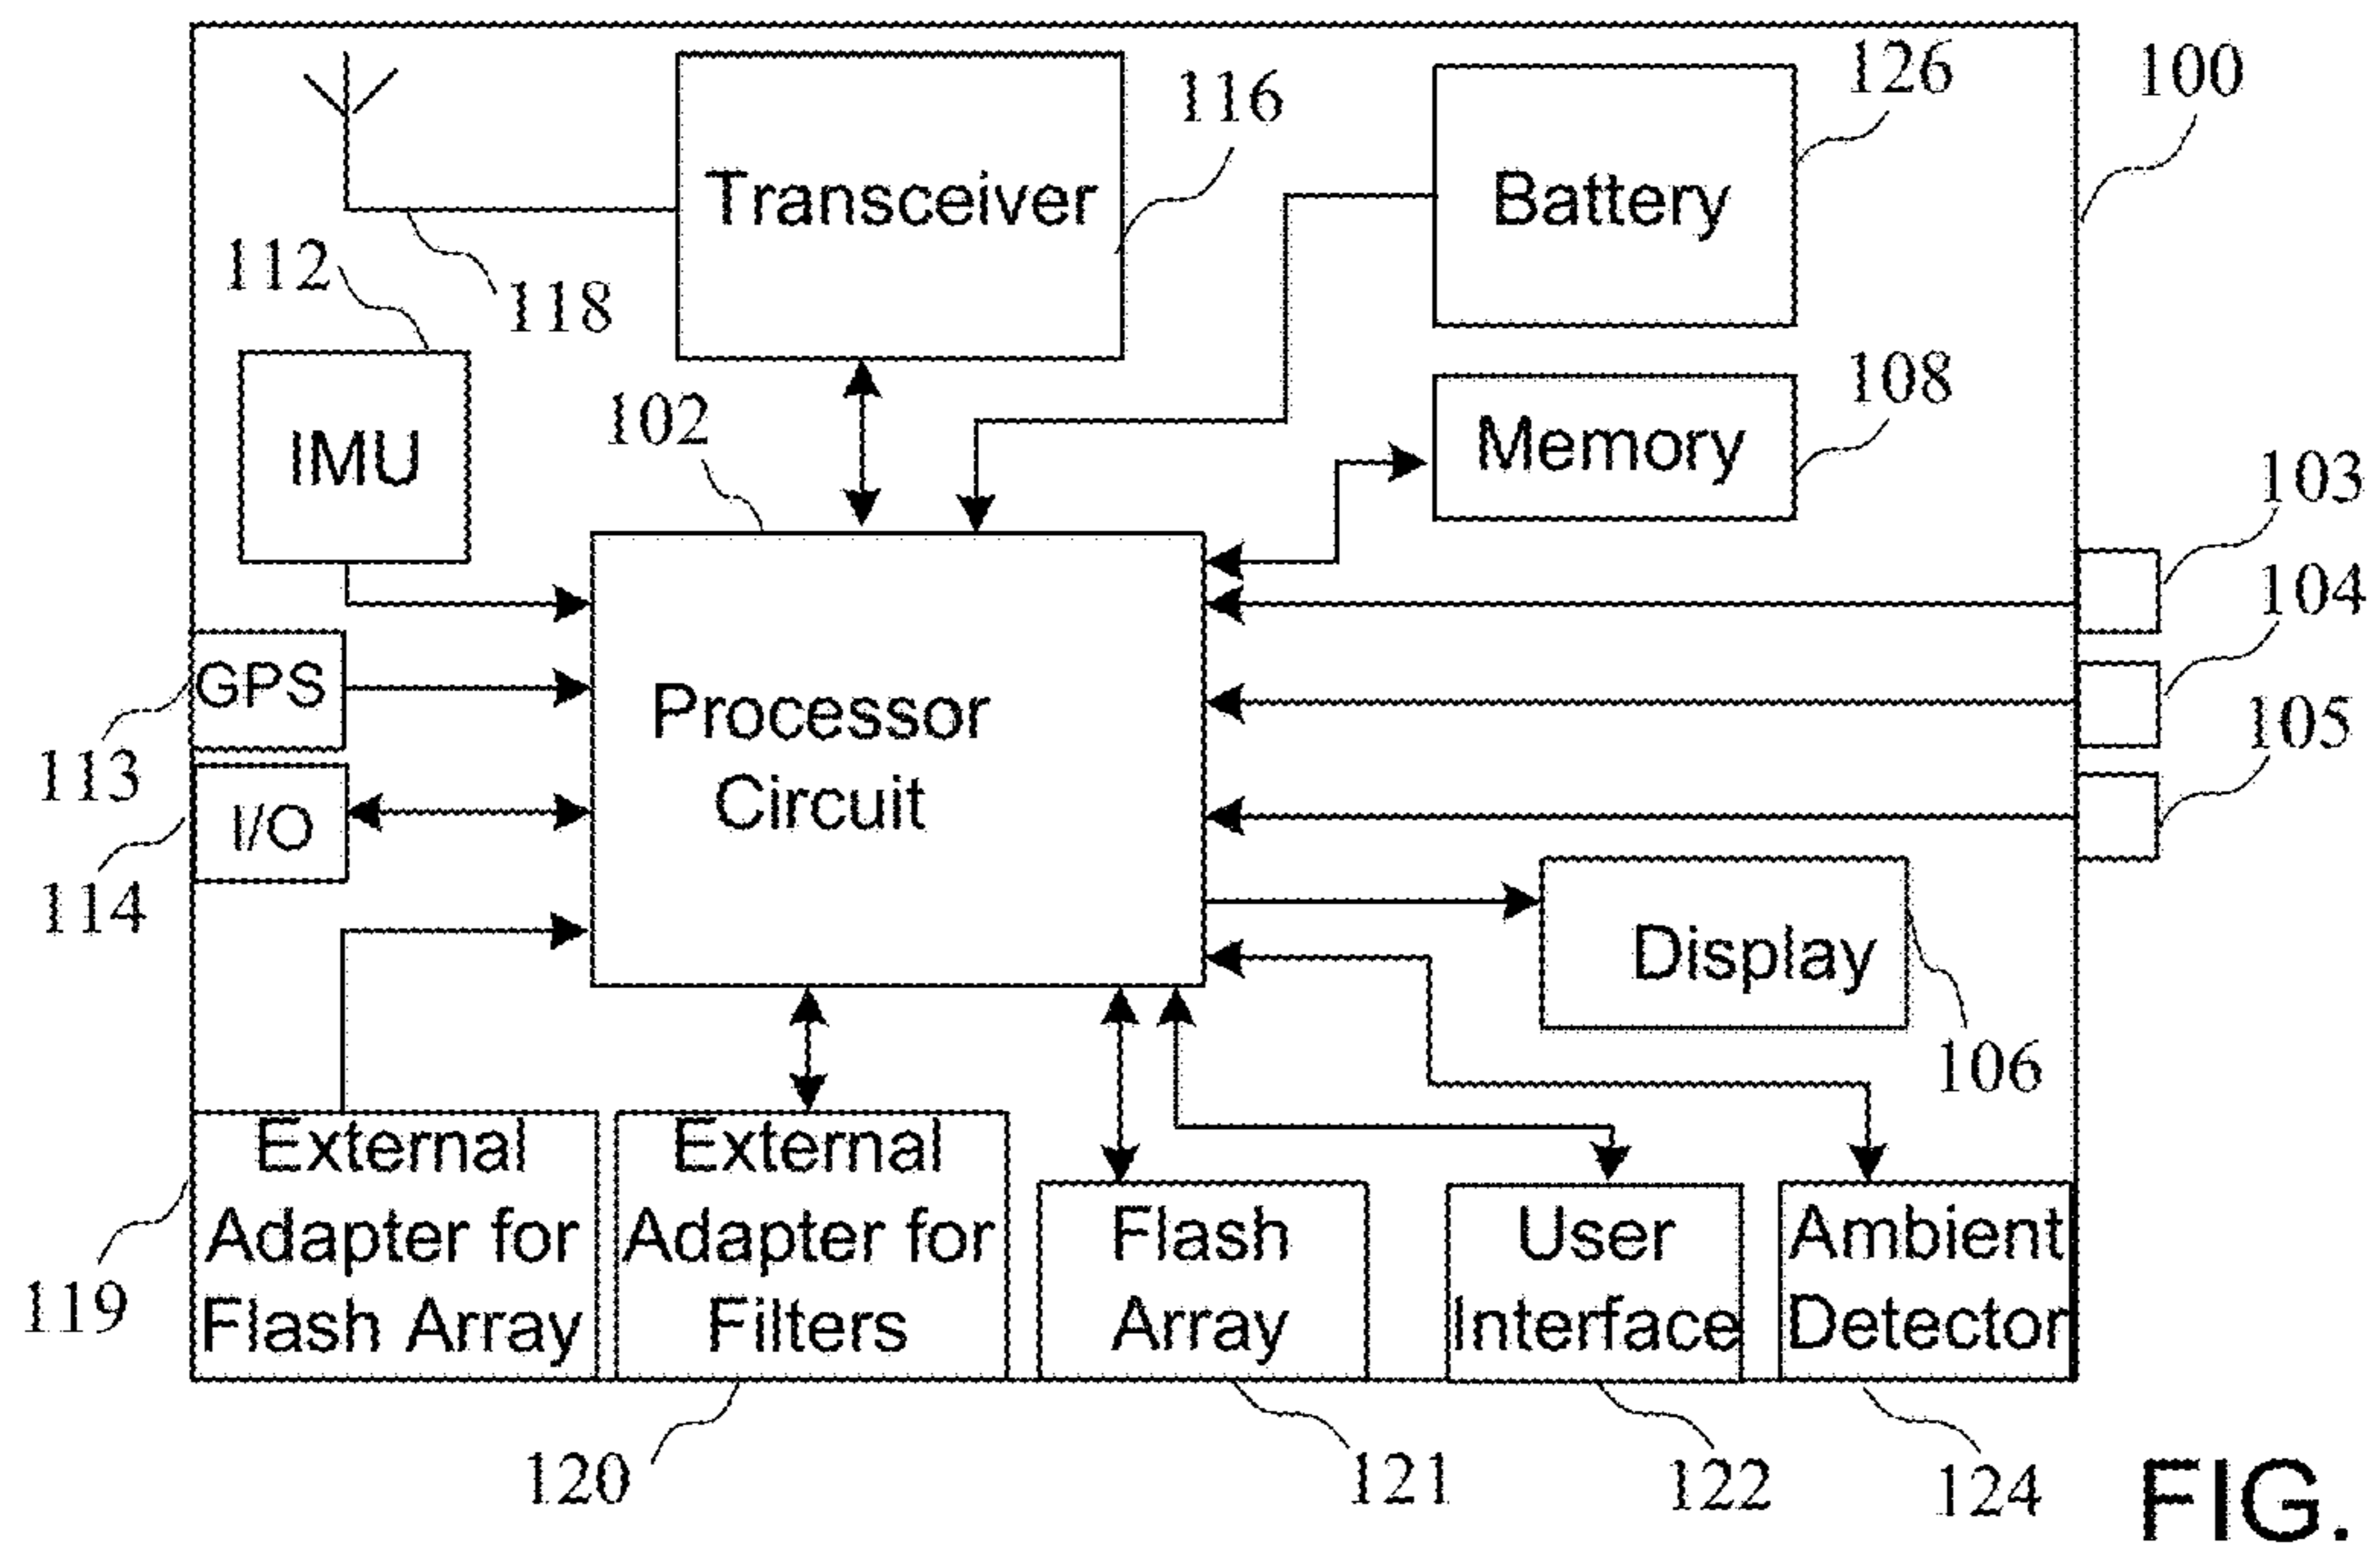 126
100
116
Transceiver
Battery
112
118
108
102
Memory
IMU
103
104
GPS
105
Processor
Circuit
113
I/O
114
Display
106
External
Adapter for
Flash Array
External
Adapter for
Filters
Flash
Array
User
Interface
Ambient
Detector
119
120
121
122
124
FIG.